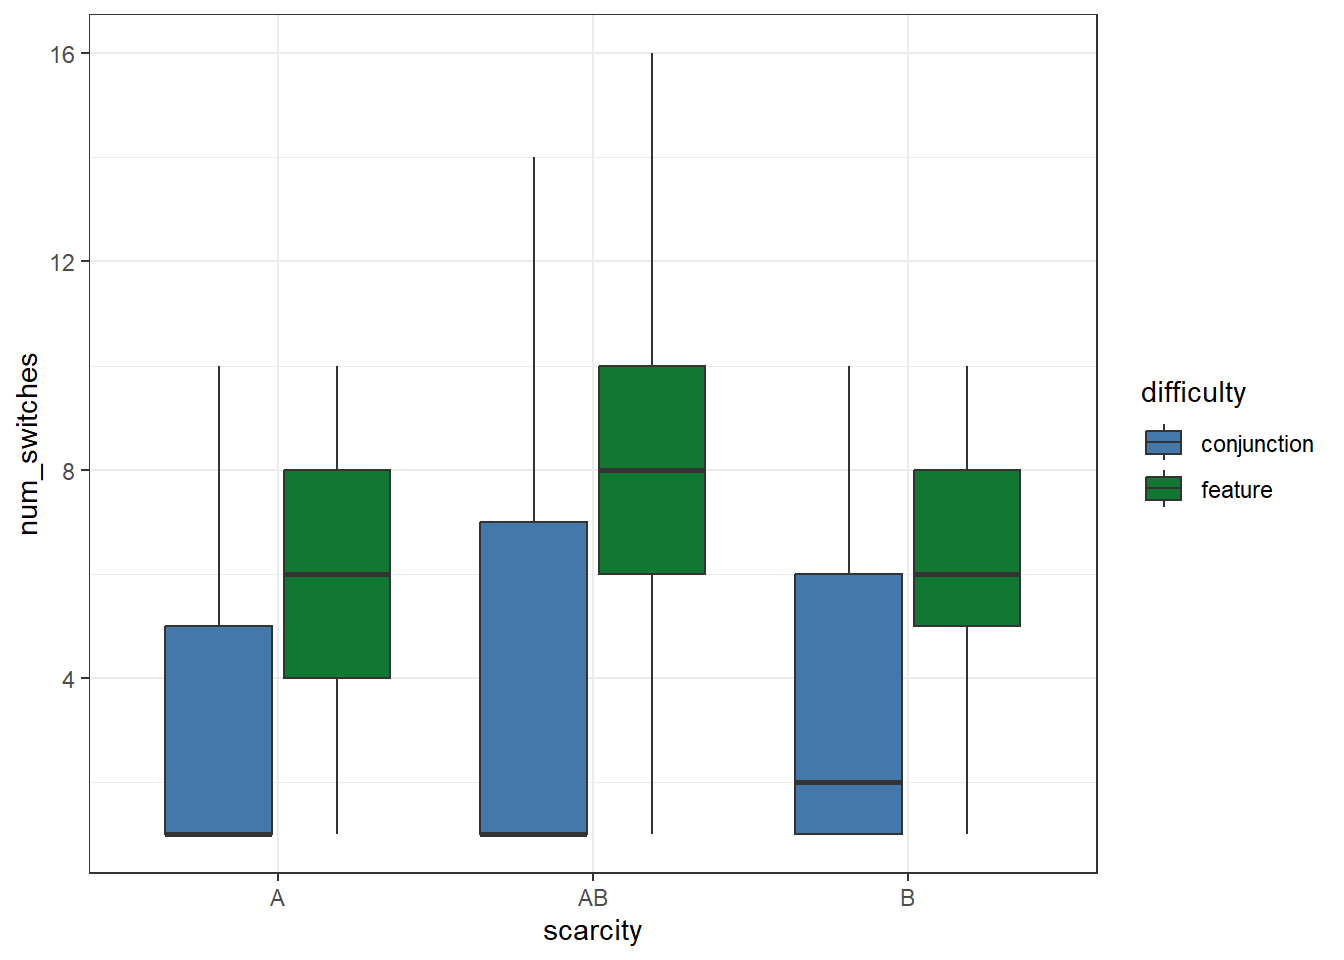 num_switches
16
12
8
4
A AB B
scarcity
difficulty
conjunction
feature